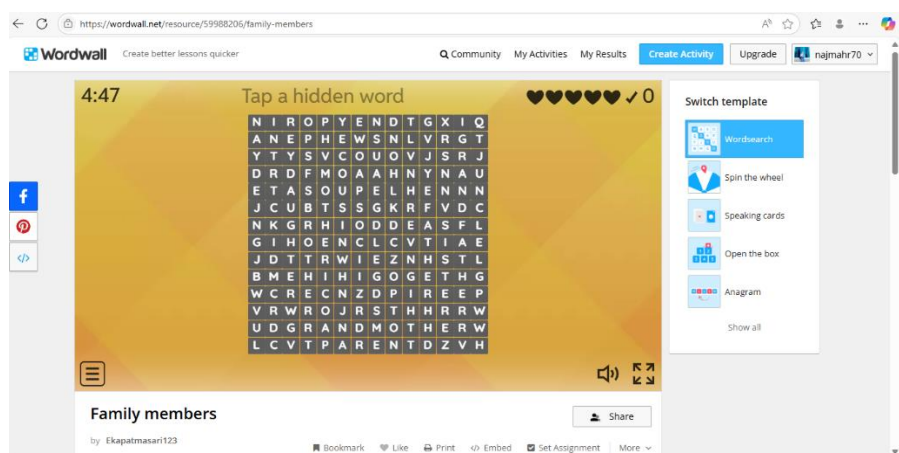 https://wordwall.net/resource/59988206/family-members
Wordwall Create better lessons quicker Community My Activities My Results Create Activity Upgrade najmahr70
4:47 Tap a hidden word 0
N I R O P Y E N D T G X I Q
A N E P H E W S N L V R G T
Y T Y S V C O U O V J S R J
D R D F M O A A H N Y N A U
E T A S O U P E L H E N N N
J C U B T S S G K R F V D C
N K G R H I O D D E A S F L
G I H O E N C L C V T I A E
J D T T R W I E Z N H S T L
B M E H I H I G O G E T H G
W C R E C N Z D P I R E E P
V R W R O J R S T H H R R W
U D G R A N D M O T H E R W
L C V T P A R E N T D Z V H
Switch template
Wordsearch
Spin the wheel
Speaking cards
Open the box
Anagram
Show all
Family members
Share
by Ekapatmasari123
Bookmark Like Print Embed Set Assignment More